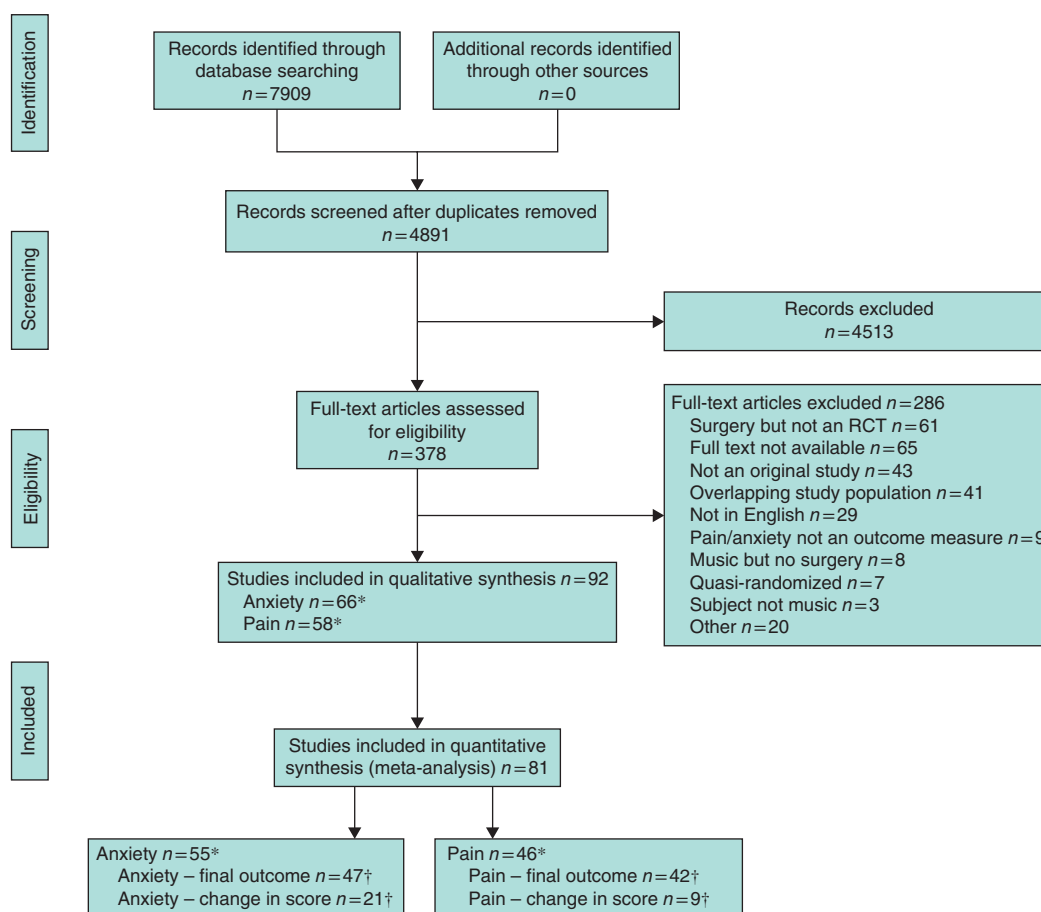 Identification
Records identified through
database searching
n=7909
Additional records identified
through other sources
n=0
Records screened after duplicates removed
n=4891
Screening
Records excluded
n=4513
Full-text articles assessed
for eligibility
n=378
Eligibility
Full-text articles excluded n=286
Surgery but not an RCT n=61
Full text not available n=65
Not an original study n=43
Overlapping study population n=41
Not in English n=29
Pain/anxiety not an outcome measure n=9
Music but no surgery n=8
Quasi-randomized n=7
Subject not music n=3
Other n=20
Studies included in qualitative synthesis n=92
Anxiety n=66*
Pain n=58*
Included
Studies included in quantitative
synthesis (meta-analysis) n=81
Anxiety n=55*
Anxiety – final outcome n=47†
Anxiety – change in score n=21†
Pain n=46*
Pain – final outcome n=42†
Pain – change in score n=9†